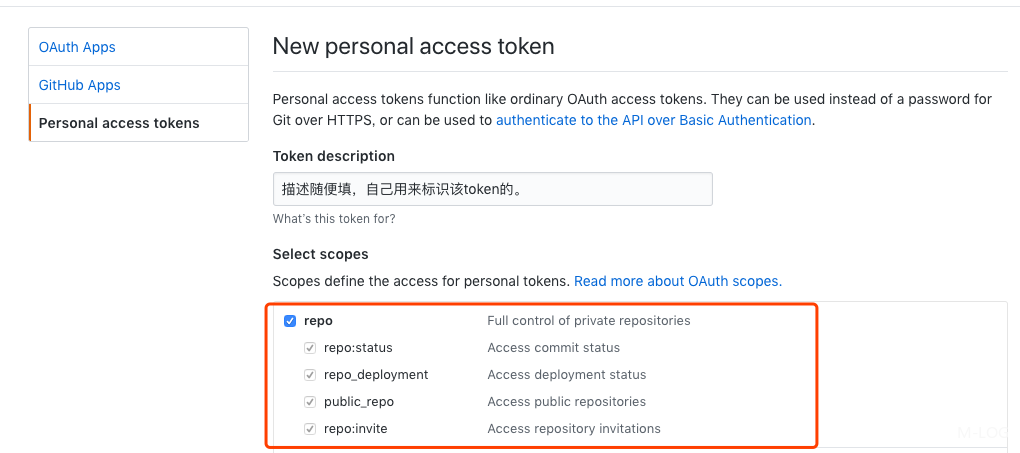 OAuth Apps
GitHub Apps
Personal access tokens
New personal access token
Personal access tokens function like ordinary OAuth access tokens. They can be used instead of a password for
Git over HTTPS, or can be used to authenticate to the API over Basic Authentication.
Token description
描述随便填，自己用来标识该token的。
What's this token for?
Select scopes
Scopes define the access for personal tokens. Read more about OAuth scopes.
repo Full control of private repositories
repo:status Access commit status
repo_deployment Access deployment status
public_repo Access public repositories
repo:invite Access repository invitations